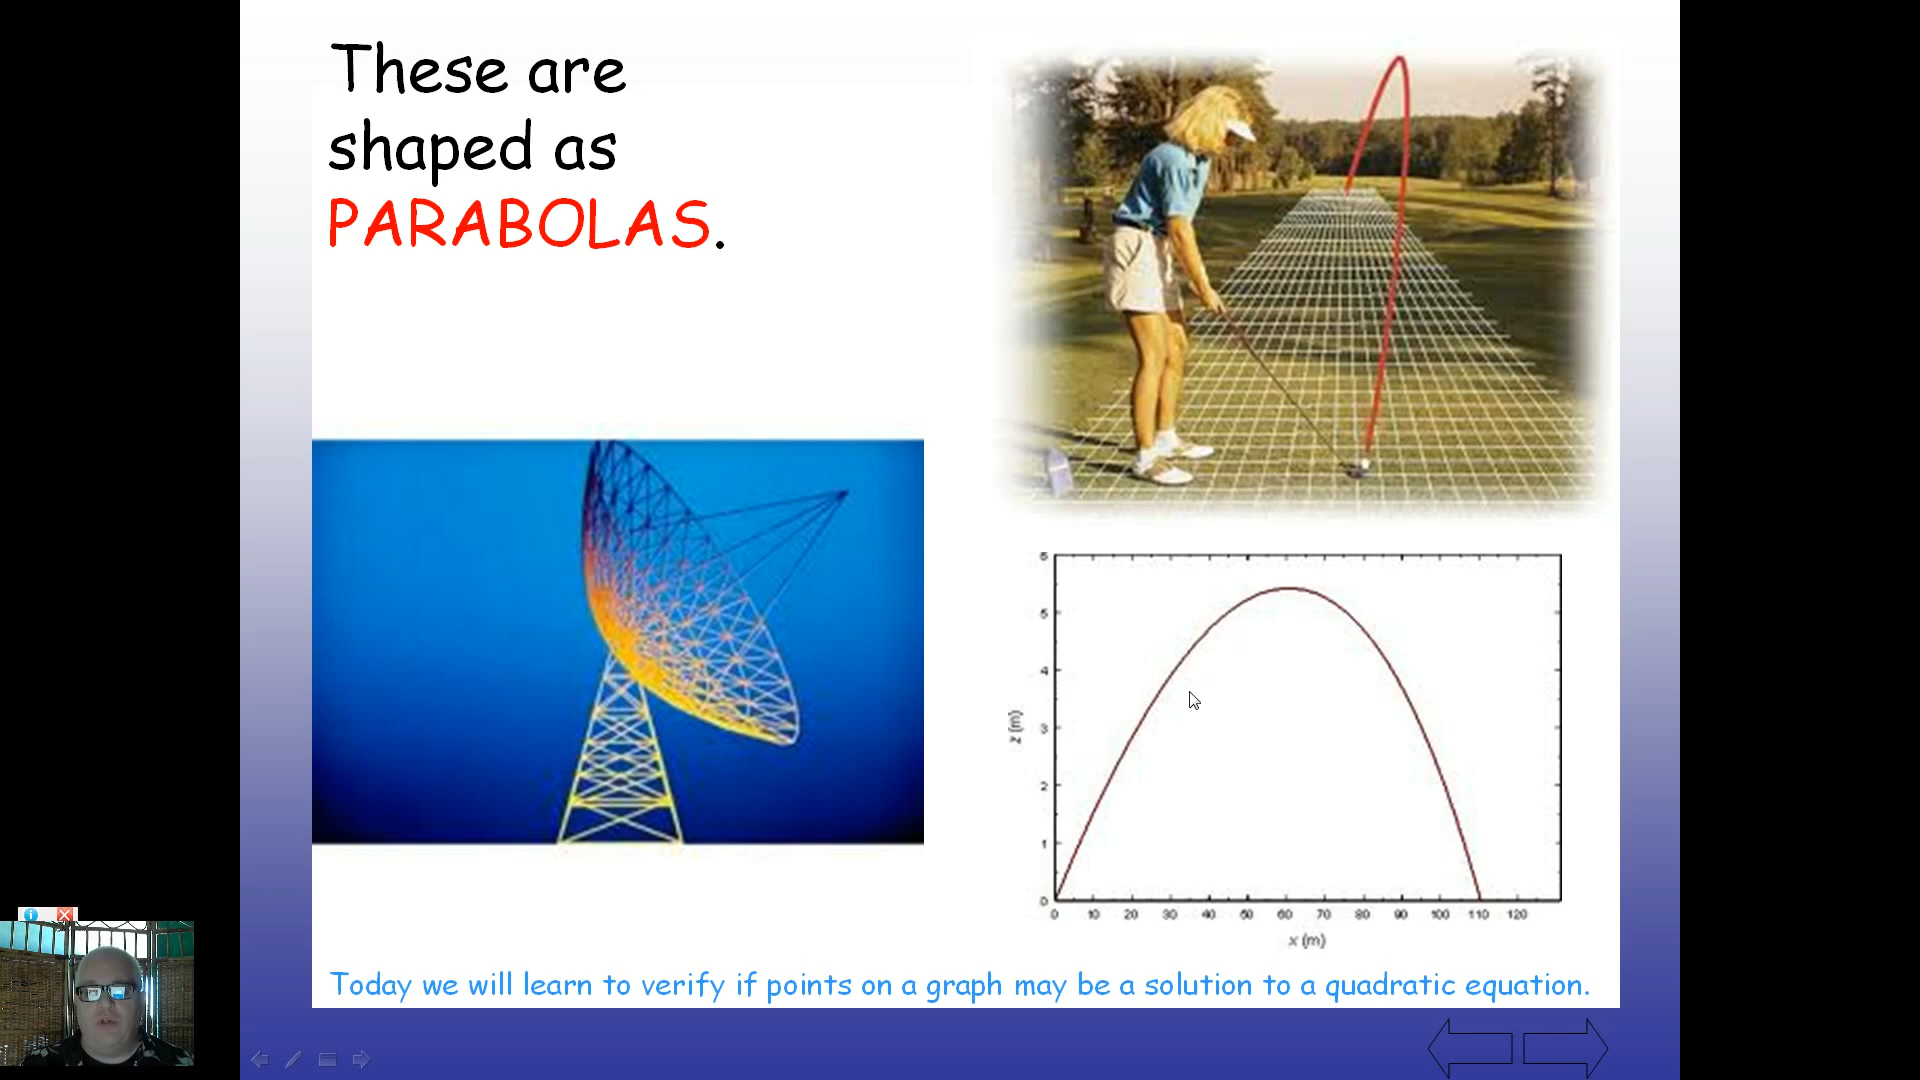 These are
shaped as
PARABOLAS.
6
5
4
3
2
1
0
z (m)
0 10 20 30 40 50 60 70 80 90 100 110 120
x (m)
Today we will learn to verify if points on a graph may be a solution to a quadratic equation.